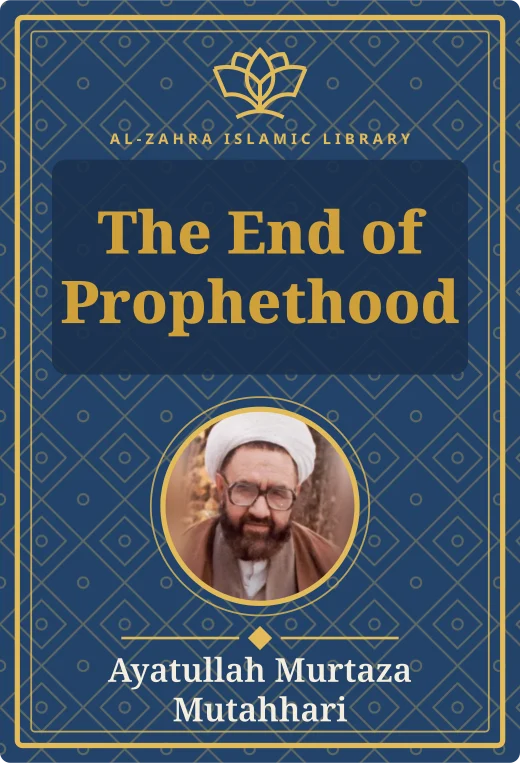 AL-ZAHRA ISLAMIC LIBRARY
The End of
Prophethood
Ayatullah Murtaza
Mutahhari